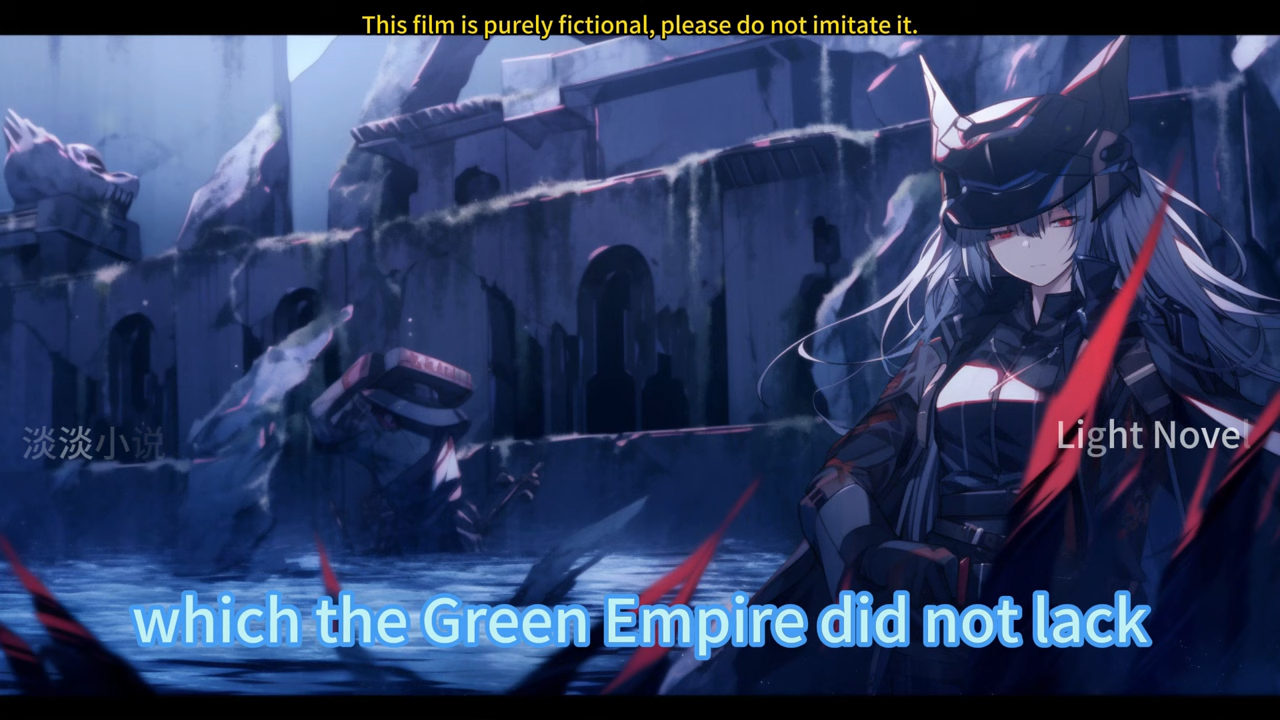 This film is purely fictional, please do not imitate it.
淡淡小说
Light Novel
which the Green Empire did not lack